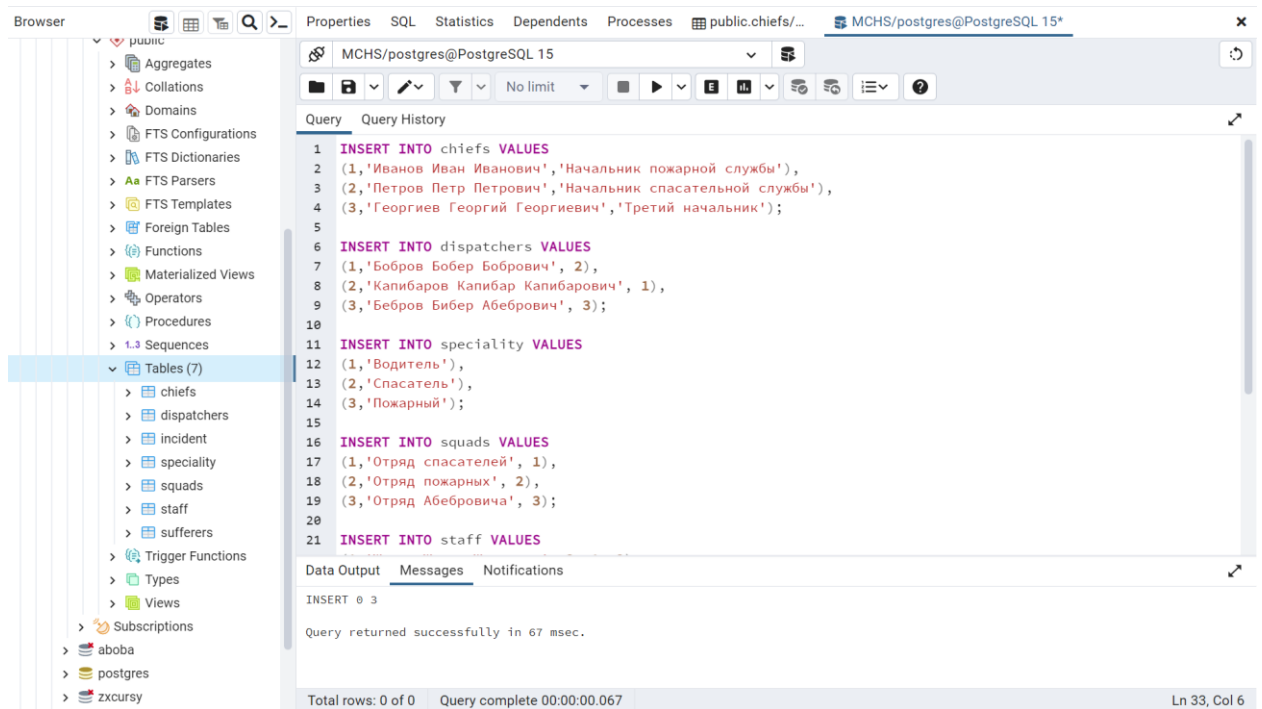 Browser
Properties SQL Statistics Dependents Processes public.chiefs/... MCHS/postgres@PostgreSQL 15*
public
Aggregates
Collations
Domains
FTS Configurations
FTS Dictionaries
Aa FTS Parsers
FTS Templates
Foreign Tables
Functions
Materialized Views
Operators
Procedures
1..3 Sequences
Tables (7)
chiefs
dispatchers
incident
speciality
squads
staff
sufferers
Trigger Functions
Types
Views
Subscriptions
aboba
postgres
zxcursy
MCHS/postgres@PostgreSQL 15
No limit
Query Query History
1 INSERT INTO chiefs VALUES
2 (1,'Иванов Иван Иванович','Начальник пожарной службы'),
3 (2,'Петров Петр Петрович','Начальник спасательной службы'),
4 (3,'Георгиев Георгий Георгиевич','Третий начальник');
5
6 INSERT INTO dispatchers VALUES
7 (1,'Бобров Бобер Бобрович', 2),
8 (2,'Капибаров Капибар Капибарович', 1),
9 (3,'Бебров Бибер Абебрович', 3);
10
11 INSERT INTO speciality VALUES
12 (1,'Водитель'),
13 (2,'Спасатель'),
14 (3,'Пожарный');
15
16 INSERT INTO squads VALUES
17 (1,'Отряд спасателей', 1),
18 (2,'Отряд пожарных', 2),
19 (3,'Отряд Абебровича', 3);
20
21 INSERT INTO staff VALUES
Data Output Messages Notifications
INSERT 0 3
Query returned successfully in 67 msec.
Total rows: 0 of 0 Query complete 00:00:00.067 Ln 33, Col 6